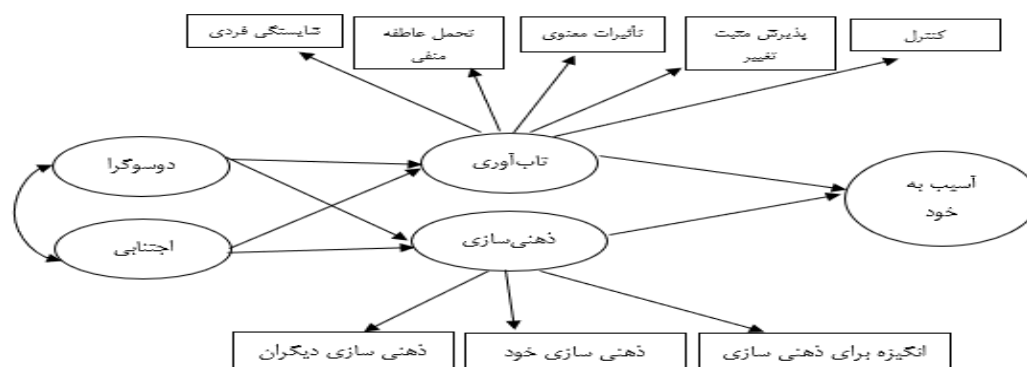 کنترل
پذیرش مثبت
تغییر
تأثیرات معنوی
تحمل عاطفه
منفی
شایستگی فردی
دوسوگرا
تاب‌آوری
آسیب به
خود
اجتنابی
ذهنی‌سازی
انگیزه برای ذهنی سازی
ذهنی سازی خود
ذهنی سازی دیگران